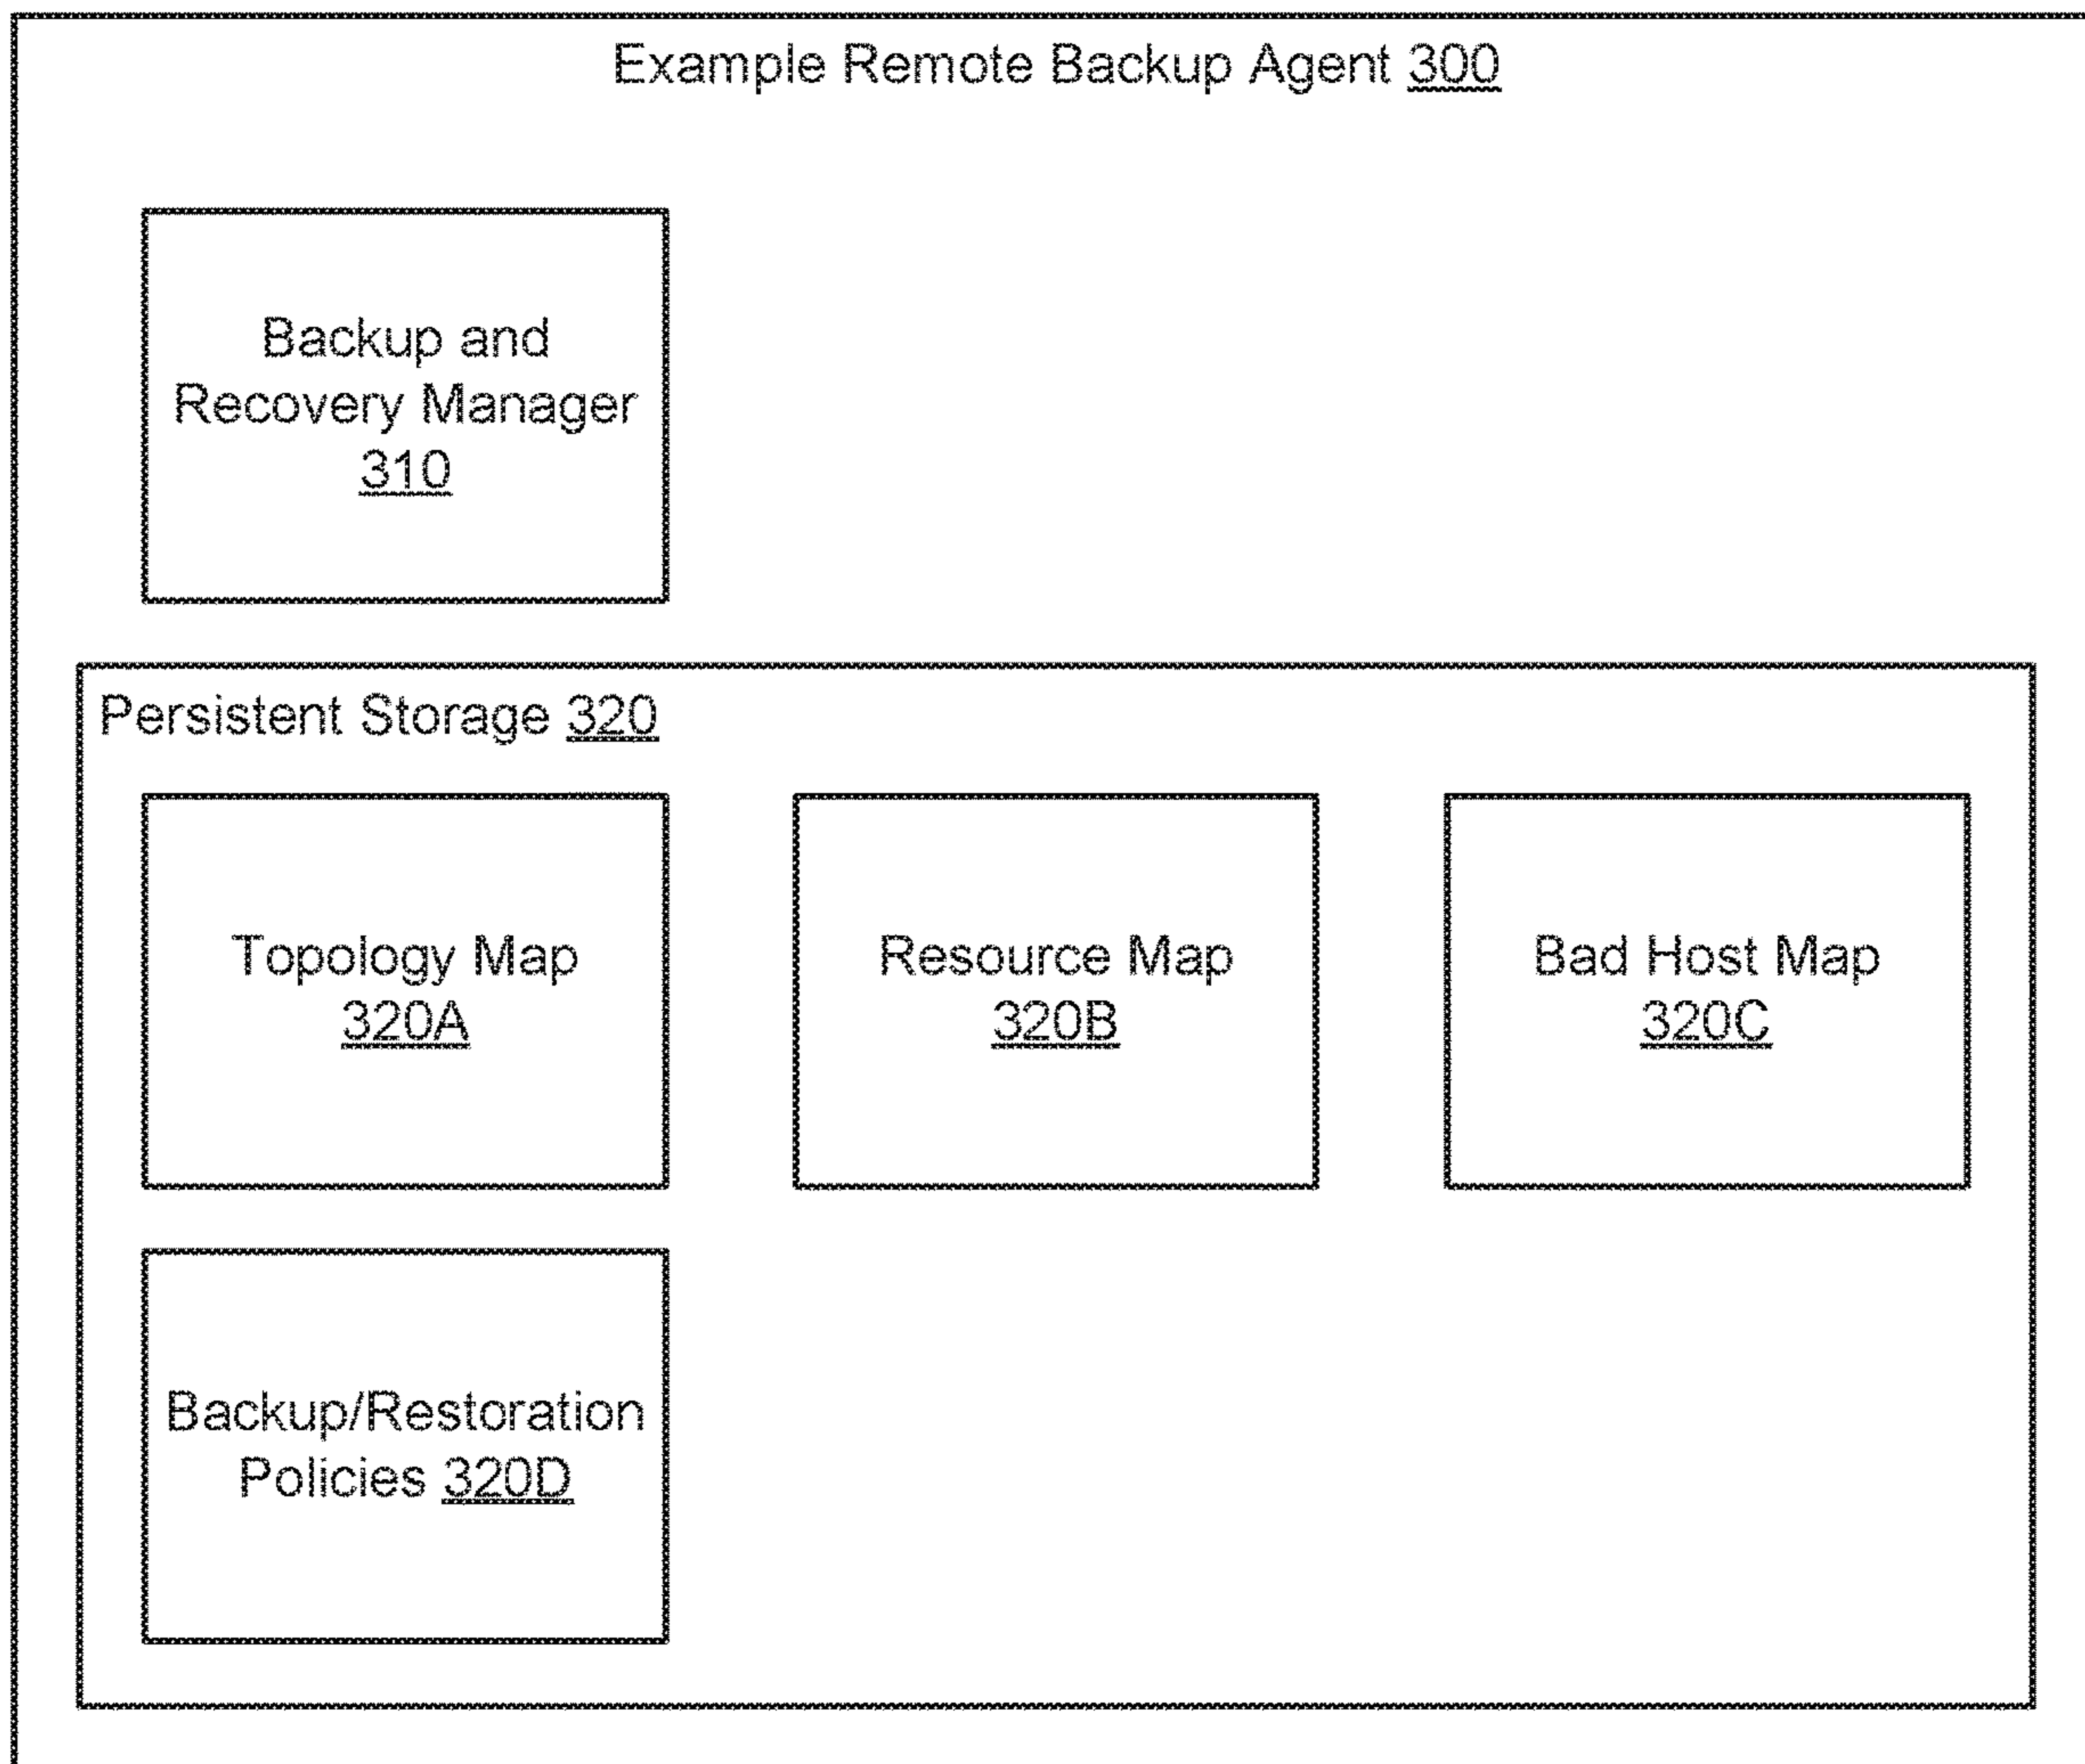 Example Remote Backup Agent 300
Backup and
Recovery Manager
310
Persistent Storage 320
Topology Map
320A
Resource Map
320B
Bad Host Map
320C
Backup/Restoration
Policies 320D